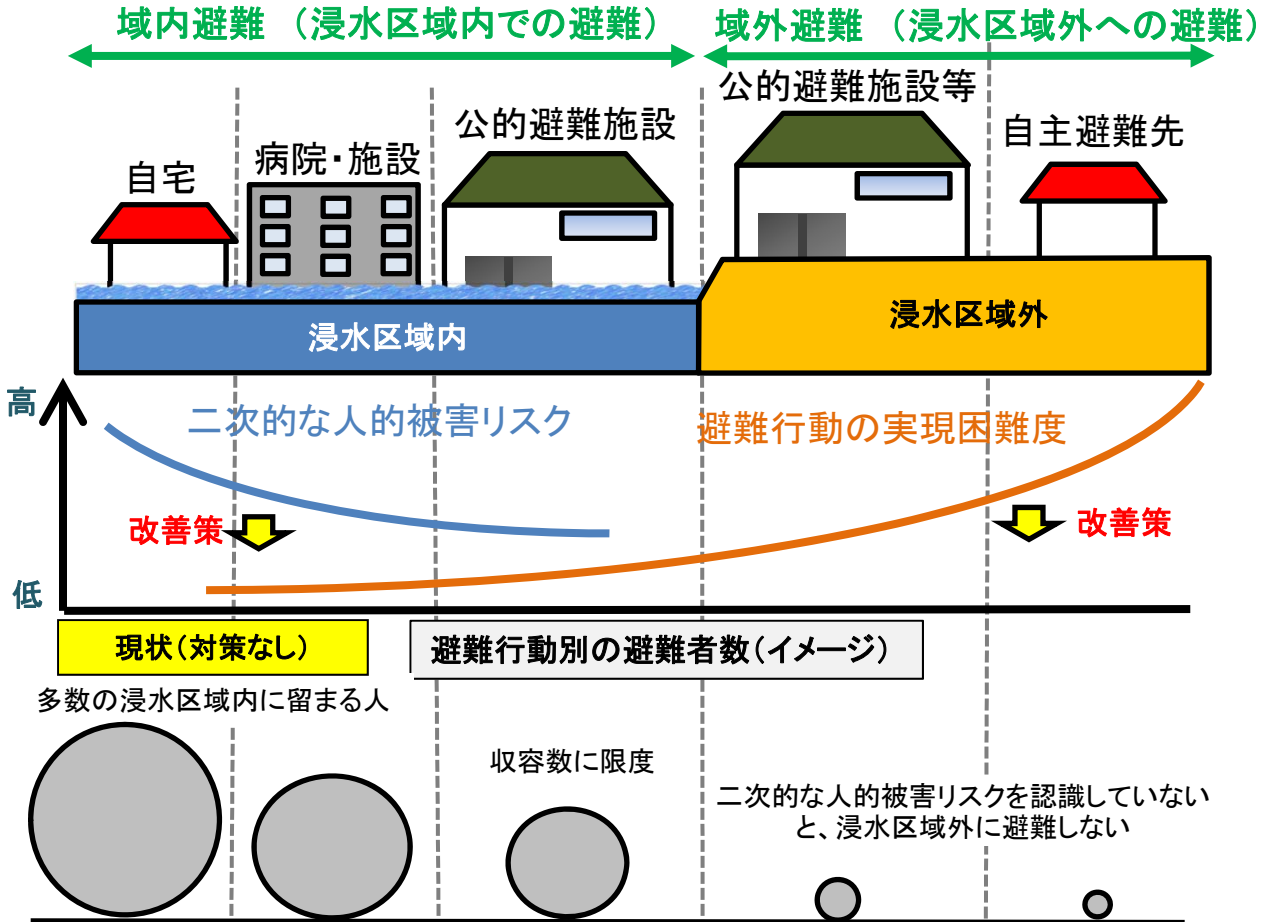 域内避難（浸水区域内での避難）
域外避難（浸水区域外への避難）
自宅
病院・施設
公的避難施設
公的避難施設等
自主避難先
浸水区域内
浸水区域外
高
二次的な人的被害リスク
避難行動の実現困難度
改善策
改善策
低
現状（対策なし）
避難行動別の避難者数（イメージ）
多数の浸水区域内に留まる人
収容数に限度
二次的な人的被害リスクを認識していない
と、浸水区域外に避難しない